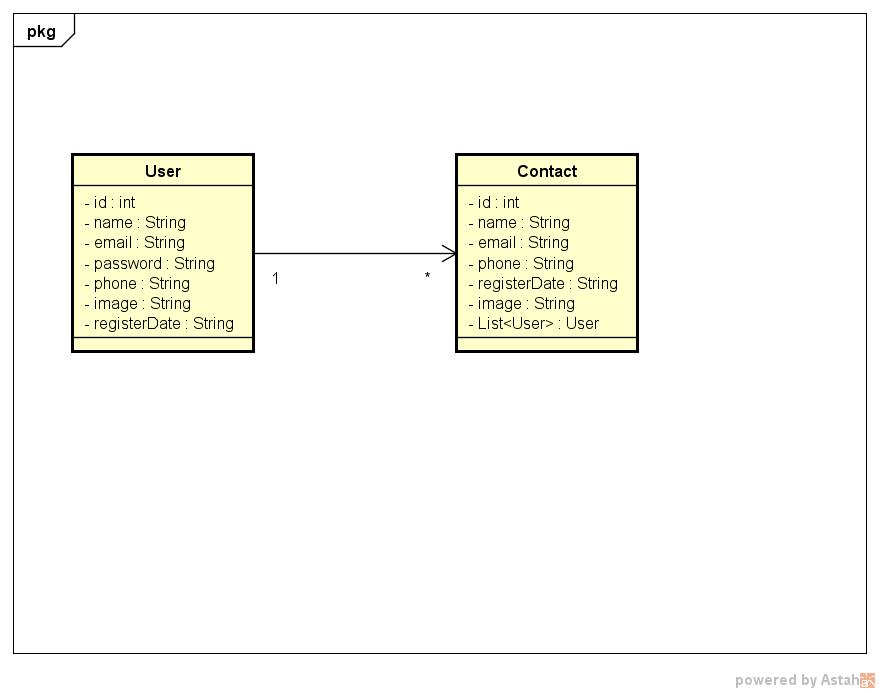 pkg
User
- id : int
- name : String
- email : String
- password : String
- phone : String
- image : String
- registerDate : String
1
*
Contact
- id : int
- name : String
- email : String
- phone : String
- registerDate : String
- image : String
- List<User> : User
powered by Astah